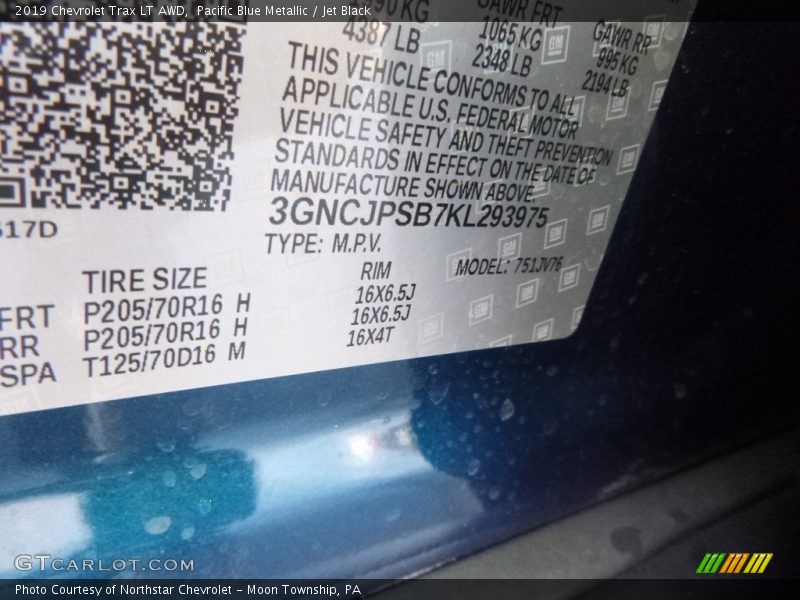 2019 Chevrolet Trax LT AWD, Pacific Blue Metallic / Jet Black
KG GAWR FRT GAWR RR
4387 LB 1065 KG 995 KG
2348 LB 2194 LB
THIS VEHICLE CONFORMS TO ALL
APPLICABLE U.S. FEDERAL MOTOR
VEHICLE SAFETY AND THEFT PREVENTION
STANDARDS IN EFFECT ON THE DATE OF
MANUFACTURE SHOWN ABOVE.
3GNCJPSB7KL293975
617D
TYPE: M.P.V.
TIRE SIZE RIM MODEL: 751JV76
FRT P205/70R16 H 16X6.5J
RR P205/70R16 H 16X6.5J
SPA T125/70D16 M 16X4T
GTCARLOT.COM
Photo Courtesy of Northstar Chevrolet - Moon Township, PA